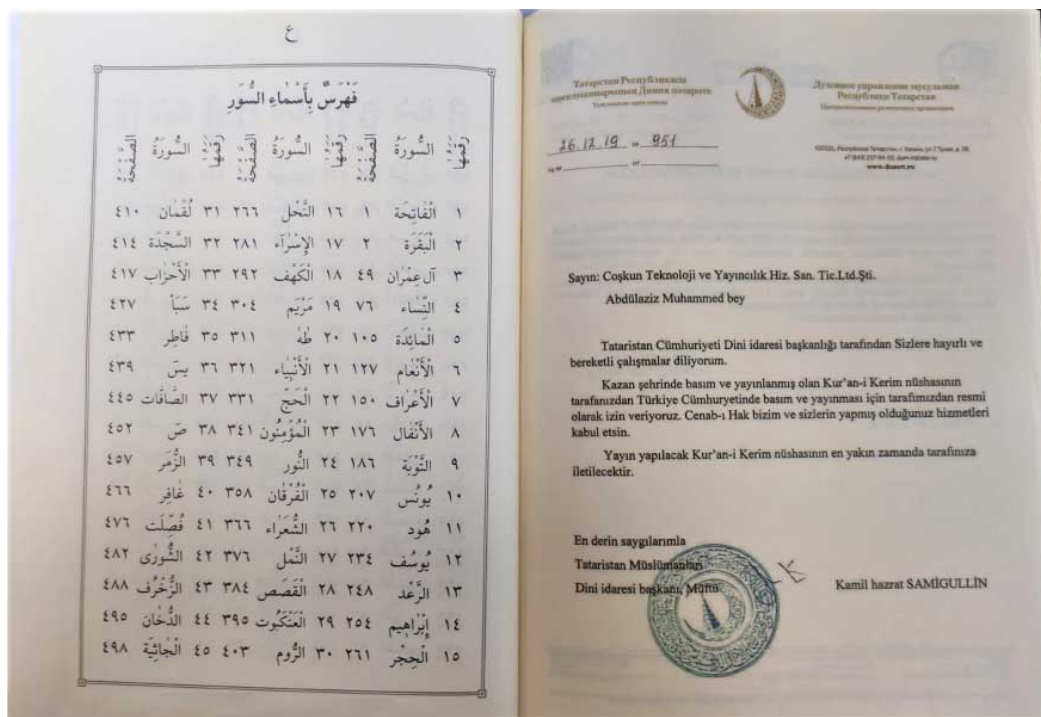 ع
فَهْرَسٌ بِأَسْمَاءِ السُّوَرِ
رَقْمُهَا السُّورَةُ الصَّفْحَةُ رَقْمُهَا السُّورَةُ الصَّفْحَةُ رَقْمُهَا السُّورَةُ الصَّفْحَةُ
١ الْفَاتِحَة ١ ١٦ النَّحْل ٢٦٦ ٣١ لُقْمَان ٤١٠
٢ الْبَقَرَة ٢ ١٧ الْإِسْرَاء ٢٨١ ٣٢ السَّجْدَة ٤١٤
٣ آل عِمْرَان ٤٩ ١٨ الْكَهْف ٢٩٢ ٣٣ الْأَحْزَاب ٤١٧
٤ النِّسَاء ٧٦ ١٩ مَرْيَم ٣٠٤ ٣٤ سَبَأ ٤٢٧
٥ الْمَائِدَة ١٠٥ ٢٠ طٰهٰ ٣١١ ٣٥ فَاطِر ٤٣٣
٦ الْأَنْعَام ١٢٧ ٢١ الْأَنْبِيَاء ٣٢١ ٣٦ يسٓ ٤٣٩
٧ الْأَعْرَاف ١٥٠ ٢٢ الْحَجّ ٣٣١ ٣٧ الصَّافَّات ٤٤٥
٨ الْأَنْفَال ١٧٦ ٢٣ الْمُؤْمِنُون ٣٤١ ٣٨ صٓ ٤٥٢
٩ التَّوْبَة ١٨٦ ٢٤ النُّور ٣٤٩ ٣٩ الزُّمَر ٤٥٧
١٠ يُونُس ٢٠٧ ٢٥ الْفُرْقَان ٣٥٨ ٤٠ غَافِر ٤٦٦
١١ هُود ٢٢٠ ٢٦ الشُّعَرَاء ٣٦٦ ٤١ فُصِّلَت ٤٧٦
١٢ يُوسُف ٢٣٤ ٢٧ النَّمْل ٣٧٦ ٤٢ الشُّورٰى ٤٨٢
١٣ الرَّعْد ٢٤٨ ٢٨ الْقَصَص ٣٨٤ ٤٣ الزُّخْرُف ٤٨٨
١٤ إِبْرَاهِيم ٢٥٤ ٢٩ الْعَنْكَبُوت ٣٩٥ ٤٤ الدُّخَان ٤٩٥
١٥ الْحِجْر ٢٦١ ٣٠ الرُّوم ٤٠٣ ٤٥ الْجَاثِيَة ٤٩٨
Татарстан Республикасы
мөселманнарының Диния нәзарәте
Духовное управление мусульман
Республики Татарстан
Централизованная религиозная организация
26.12.19 № 951
www.dumrt.ru
Sayın: Coşkun Teknoloji ve Yayıncılık Hiz. San. Tic.Ltd.Şti.
Abdülaziz Muhammed bey
Tataristan Cümhuriyeti Dini idaresi başkanlığı tarafından Sizlere hayırlı ve
bereketli çalışmalar diliyorum.
Kazan şehrinde basım ve yayınlanmış olan Kur'an-i Kerim nüshasının
tarafınızdan Türkiye Cümhuryetinde basım ve yayınması için tarafımızdan resmi
olarak izin veriyoruz. Cenab-ı Hak bizim ve sizlerin yapmış olduğunuz hizmetleri
kabul etsin.
Yayın yapılacak Kur'an-i Kerim nüshasının en yakın zamanda tarafınıza
iletilecektir.
En derin saygılarımla
Tataristan Müslümanları
Dini idaresi başkanı, Müftü
Kamil hazrat SAMİGULLİN